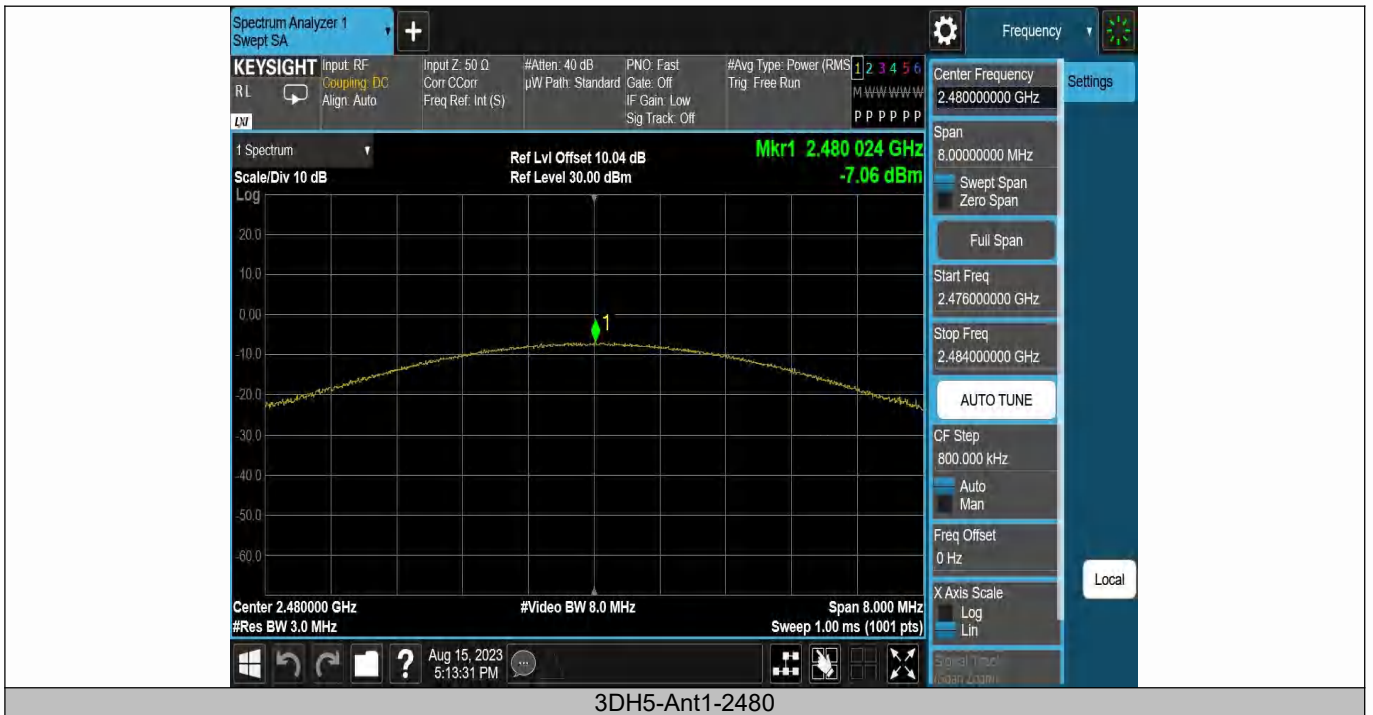 Spectrum Analyzer 1
Swept SA
+
Frequency
KEYSIGHT
RL
LXI
Input: RF
Coupling: DC
Align: Auto
Input Z: 50 Ω
Corr CCorr
Freq Ref: Int (S)
#Atten: 40 dB
µW Path: Standard
PNO: Fast
Gate: Off
IF Gain: Low
Sig Track: Off
#Avg Type: Power (RMS
Trig: Free Run
1 2 3 4 5 6
M W W W W W
P P P P P P
1 Spectrum
Scale/Div 10 dB
Ref Lvl Offset 10.04 dB
Ref Level 30.00 dBm
Mkr1 2.480 024 GHz
-7.06 dBm
Log
20.0
10.0
0.00
-10.0
-20.0
-30.0
-40.0
-50.0
-60.0
1
Center 2.480000 GHz
#Res BW 3.0 MHz
#Video BW 8.0 MHz
Span 8.000 MHz
Sweep 1.00 ms (1001 pts)
Center Frequency
2.480000000 GHz
Settings
Span
8.00000000 MHz
Swept Span
Zero Span
Full Span
Start Freq
2.476000000 GHz
Stop Freq
2.484000000 GHz
AUTO TUNE
CF Step
800.000 kHz
Auto
Man
Freq Offset
0 Hz
X Axis Scale
Log
Lin
Signal Track
(Span Zoom)
Local
?
Aug 15, 2023
5:13:31 PM
3DH5-Ant1-2480